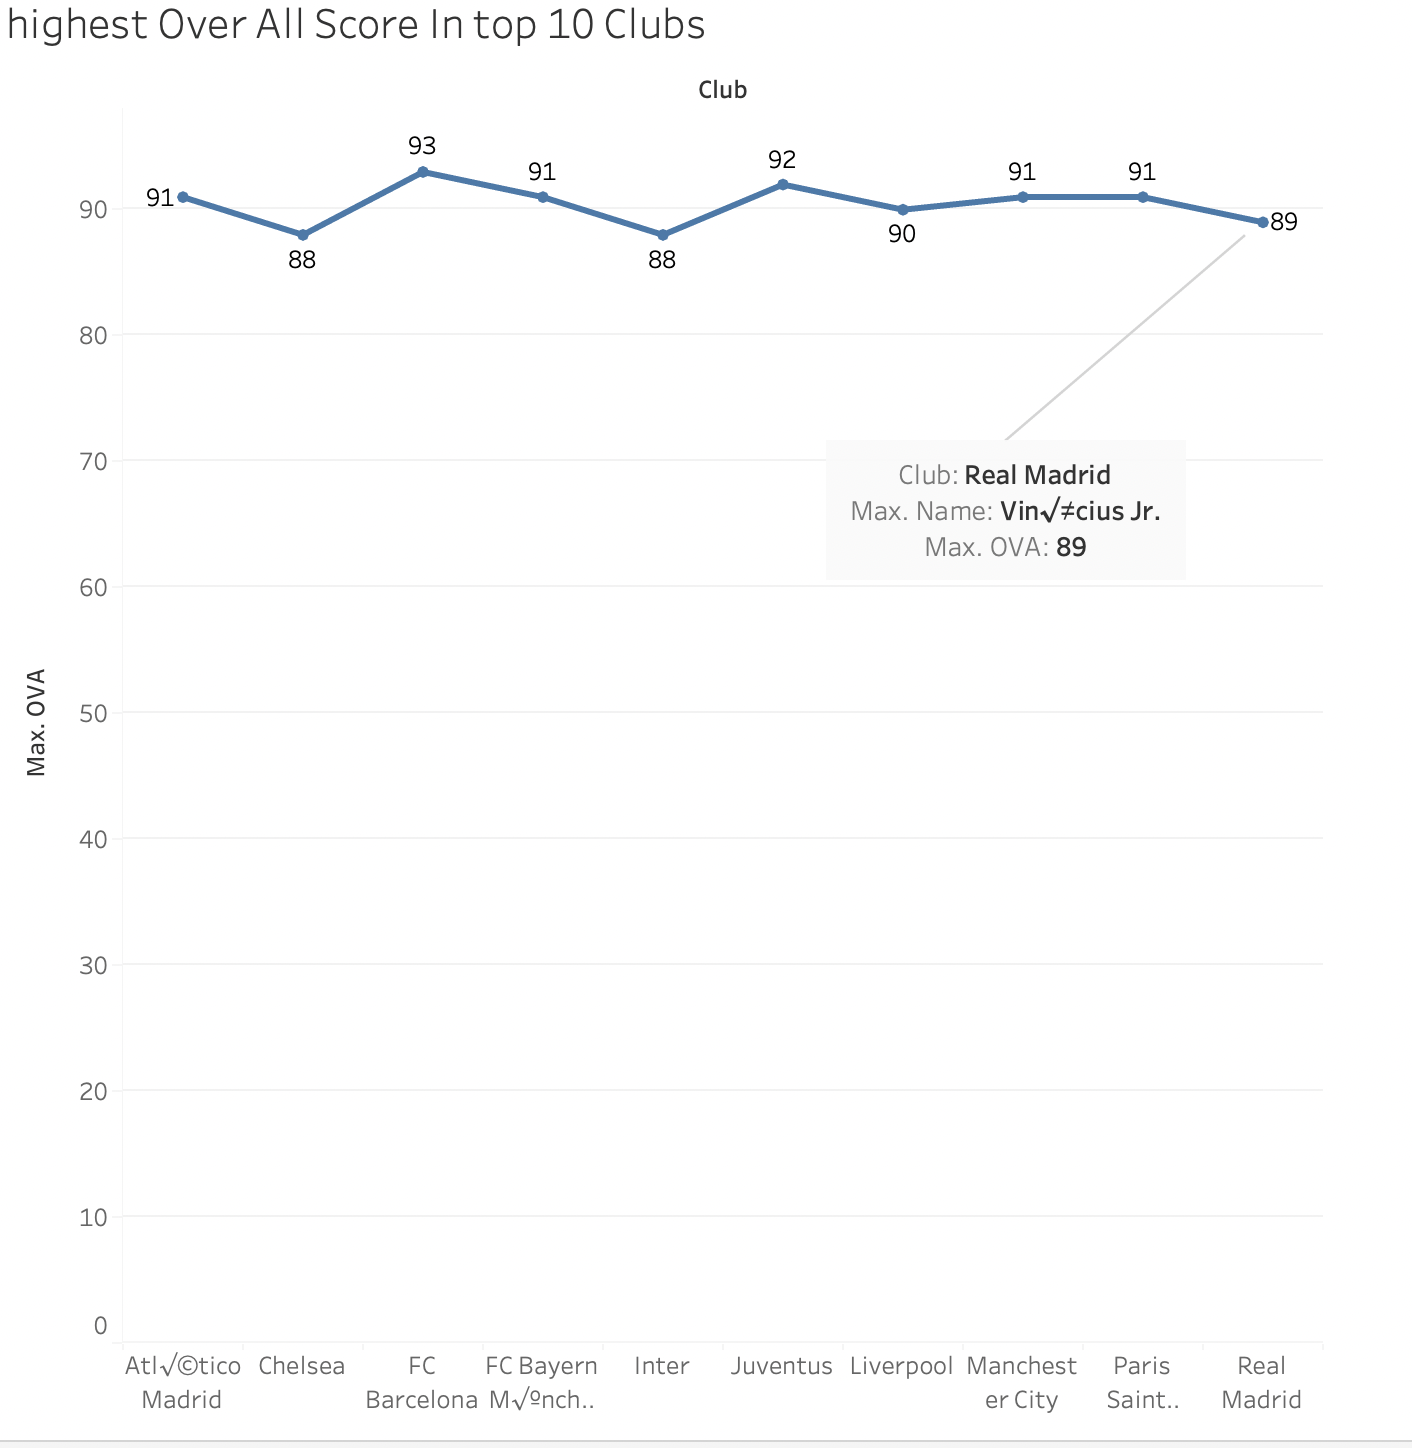 highest Over All Score In top 10 Clubs
Club
93
92
91
91
91
91
90
89
88
88
90
80
70
Club: Real Madrid
Max. Name: Vin√≠cius Jr.
Max. OVA: 89
60
50
Max. OVA
40
30
20
10
0
Atl√©tico Madrid
Chelsea
FC Barcelona
FC Bayern M√ºnch..
Inter
Juventus
Liverpool
Manchester City
Paris Saint..
Real Madrid